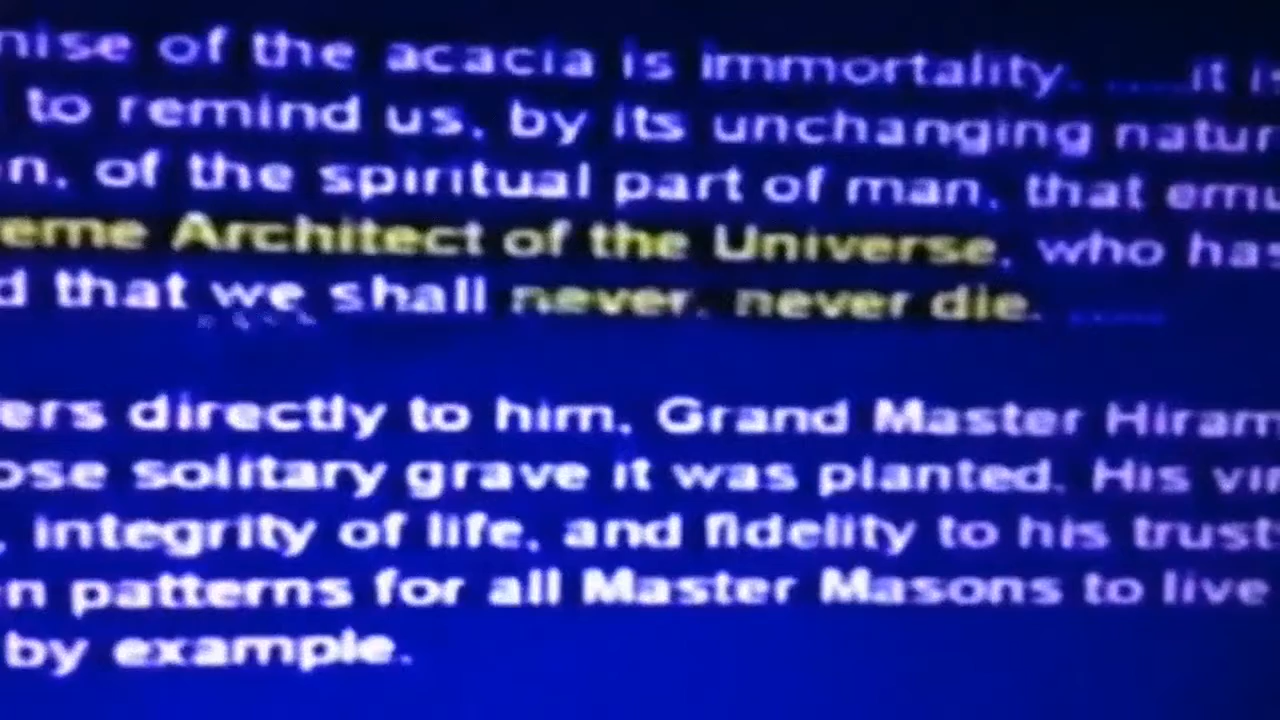 nise of the acacia is immortality. ....it is
to remind us, by its unchanging natur
n, of the spiritual part of man, that emu
eme Architect of the Universe, who has
d that we shall never, never die. .....
ers directly to him, Grand Master Hiram
ose solitary grave it was planted. His vir
, integrity of life, and fidelity to his trust
n patterns for all Master Masons to live
by example.